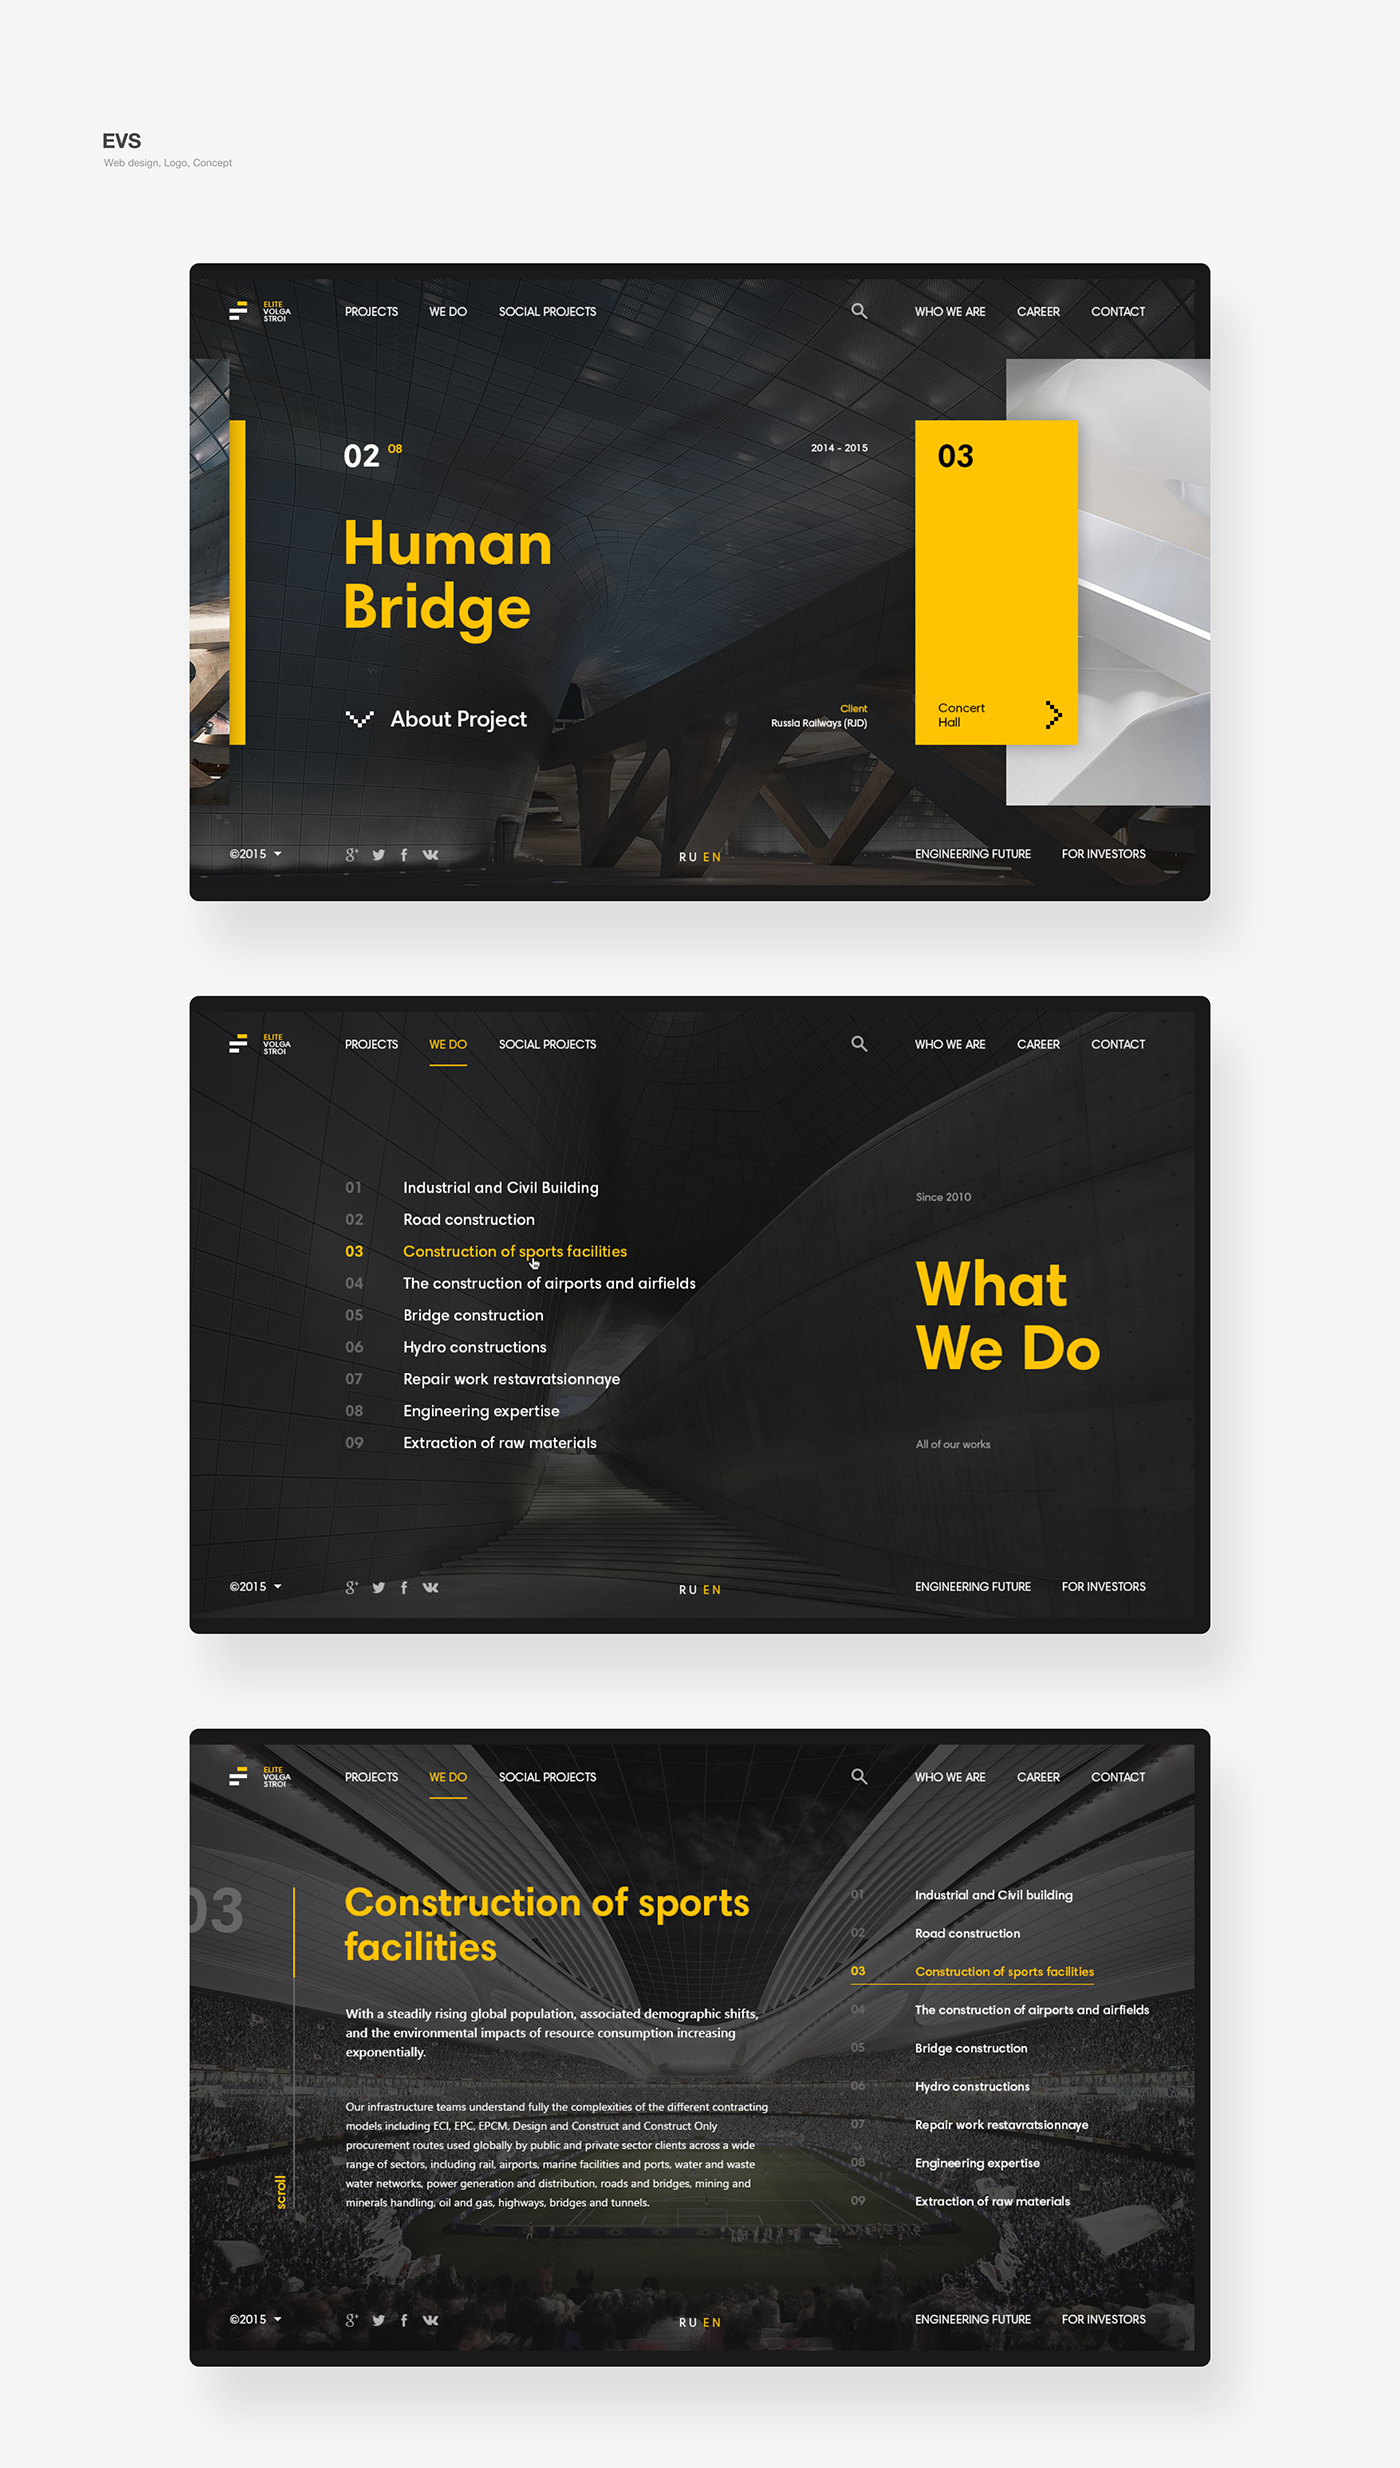 EVS
Web design, Logo, Concept
ELITE
VOLGA
STROI
PROJECTS WE DO SOCIAL PROJECTS WHO WE ARE CAREER CONTACT
02 08
2014 - 2015
03
Human
Bridge
About Project
Client
Russia Railways (RJD)
Concert
Hall
©2015 g+ f RU EN ENGINEERING FUTURE FOR INVESTORS
ELITE
VOLGA
STROI
PROJECTS WE DO SOCIAL PROJECTS WHO WE ARE CAREER CONTACT
01 Industrial and Civil Building
02 Road construction
03 Construction of sports facilities
04 The construction of airports and airfields
05 Bridge construction
06 Hydro constructions
07 Repair work restavratsionnaye
08 Engineering expertise
09 Extraction of raw materials
Since 2010
What
We Do
All of our works
©2015 g+ f RU EN ENGINEERING FUTURE FOR INVESTORS
ELITE
VOLGA
STROI
PROJECTS WE DO SOCIAL PROJECTS WHO WE ARE CAREER CONTACT
03
Construction of sports
facilities
With a steadily rising global population, associated demographic shifts,
and the environmental impacts of resource consumption increasing
exponentially.
Our infrastructure teams understand fully the complexities of the different contracting
models including ECI, EPC, EPCM, Design and Construct and Construct Only
procurement routes used globally by public and private sector clients across a wide
range of sectors, including rail, airports, marine facilities and ports, water and waste
water networks, power generation and distribution, roads and bridges, mining and
minerals handling, oil and gas, highways, bridges and tunnels.
scroll
01 Industrial and Civil building
02 Road construction
03 Construction of sports facilities
04 The construction of airports and airfields
05 Bridge construction
06 Hydro constructions
07 Repair work restavratsionnaye
08 Engineering expertise
09 Extraction of raw materials
©2015 g+ f RU EN ENGINEERING FUTURE FOR INVESTORS